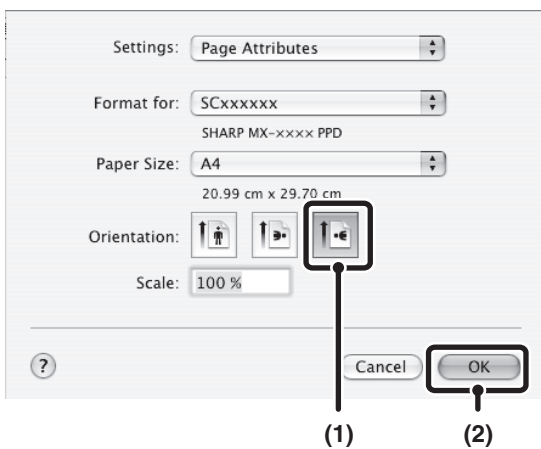 Settings: Page Attributes
Format for: SCxxxxxx
SHARP MX-×××× PPD
Paper Size: A4
20.99 cm x 29.70 cm
Orientation:
Scale: 100 %
? Cancel OK
(1) (2)